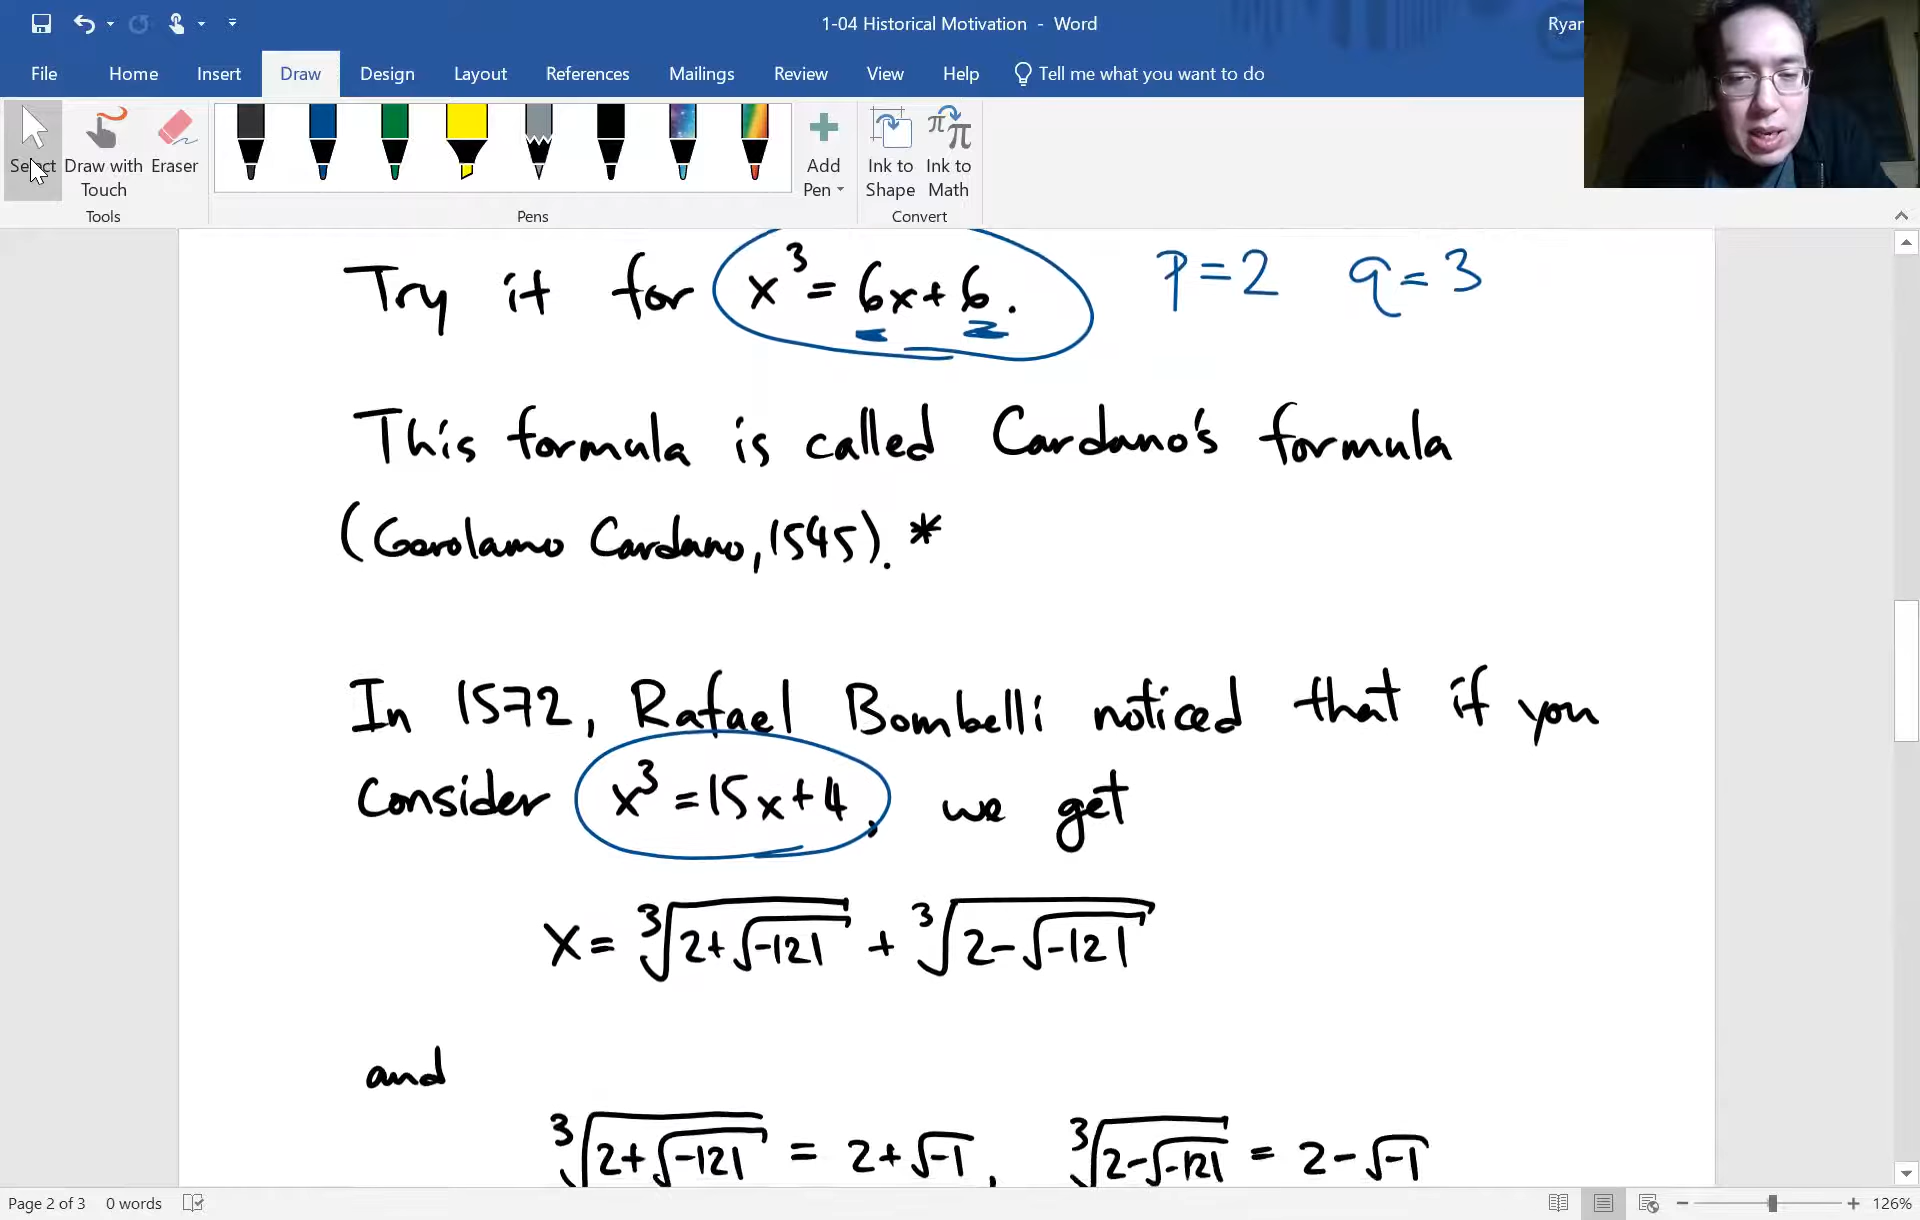 1-04 Historical Motivation - Word
Ryan
File Home Insert Draw Design Layout References Mailings Review View Help Tell me what you want to do
Select Draw with Touch Eraser
Add Pen
Ink to Shape
Ink to Math
Tools
Pens
Convert
Try it for x³ = 6x + 6. p = 2 q = 3
This formula is called Cardano's formula
(Gerolamo Cardano, 1545). *
In 1572, Rafael Bombelli noticed that if you
consider x³ = 15x + 4, we get
x = ∛(2+√-121) + ∛(2-√-121)
and
∛(2+√-121) = 2+√-1, ∛(2-√-121) = 2-√-1
Page 2 of 3 0 words
126%